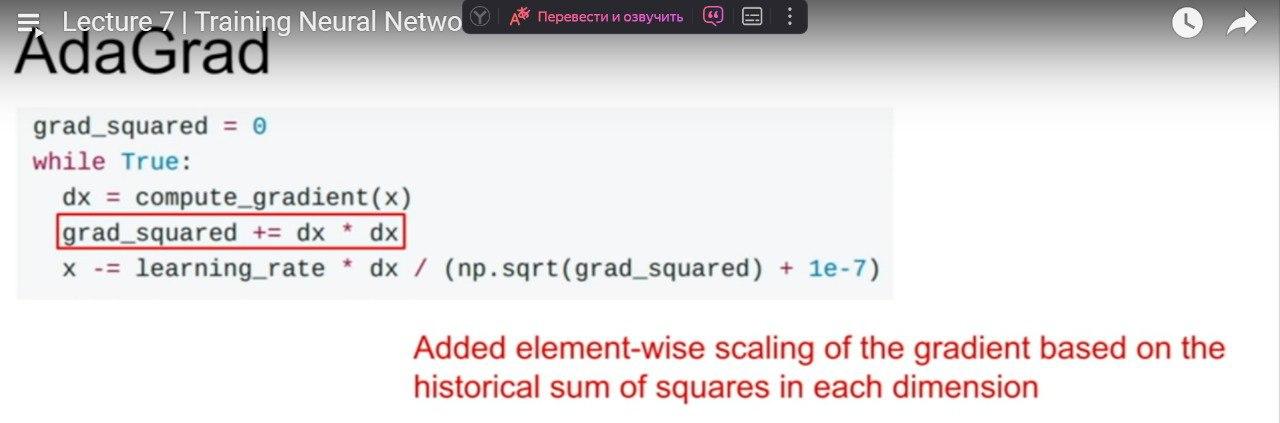 Lecture 7 | Training Neural Netwo
Перевести и озвучить
AdaGrad
grad_squared = 0
while True:
dx = compute_gradient(x)
grad_squared += dx * dx
x -= learning_rate * dx / (np.sqrt(grad_squared) + 1e-7)
Added element-wise scaling of the gradient based on the
historical sum of squares in each dimension